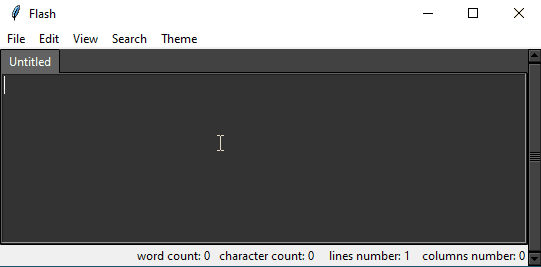 Flash
File Edit View Search Theme
Untitled
word count: 0 character count: 0 lines number: 1 columns number: 0